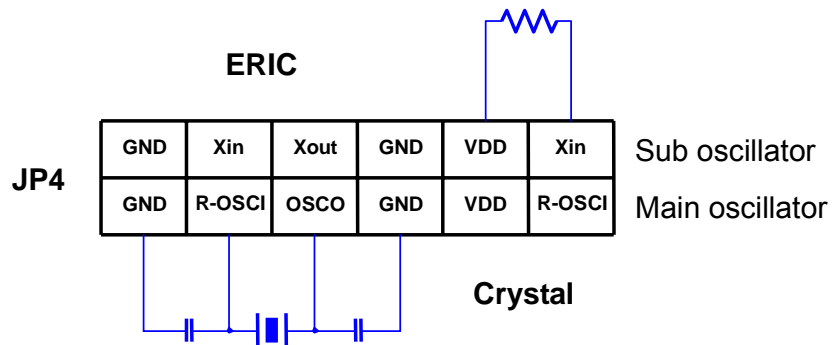 ERIC
JP4
GND Xin Xout GND VDD Xin Sub oscillator
GND R-OSCI OSCO GND VDD R-OSCI Main oscillator
Crystal